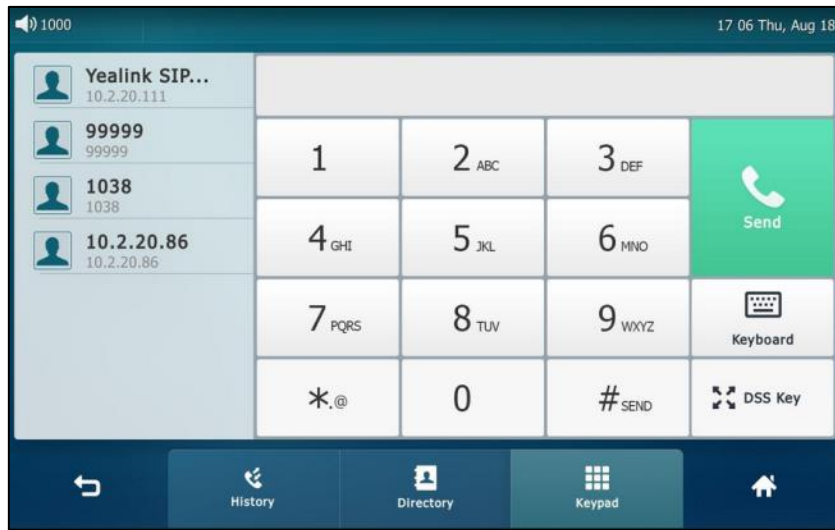 1000 17 06 Thu, Aug 18
Yealink SIP...
10.2.20.111
99999
99999
1038
1038
10.2.20.86
10.2.20.86
1 2 ABC 3 DEF
Send
4 GHI 5 JKL 6 MNO
7 PQRS 8 TUV 9 WXYZ
Keyboard
*.@ 0 # SEND DSS Key
History Directory Keypad